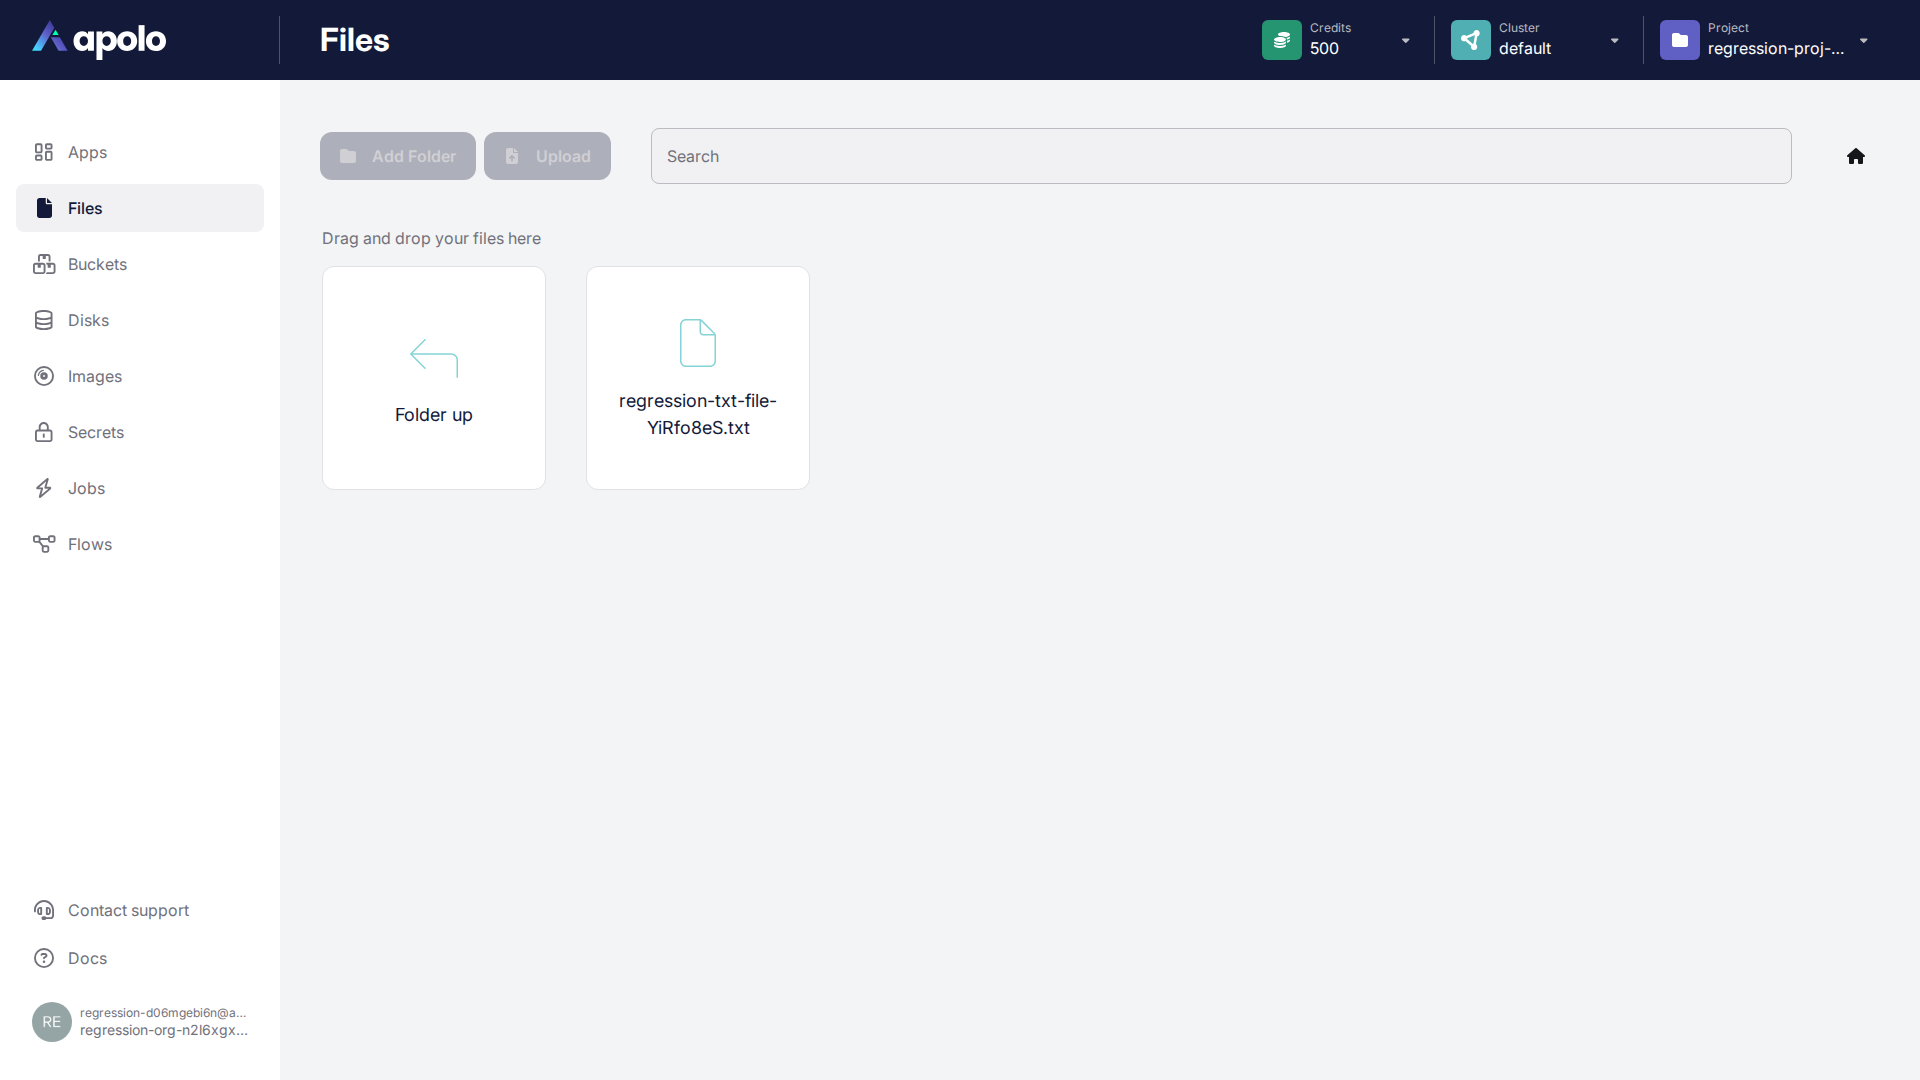 apolo
Files
Credits
500
Cluster
default
Project
regression-proj-...
Apps
Files
Buckets
Disks
Images
Secrets
Jobs
Flows
Contact support
Docs
RE
regression-d06mgebi6n@a...
regression-org-n2l6xgx...
Add Folder
Upload
Search
Drag and drop your files here
Folder up
regression-txt-file-
YiRfo8eS.txt